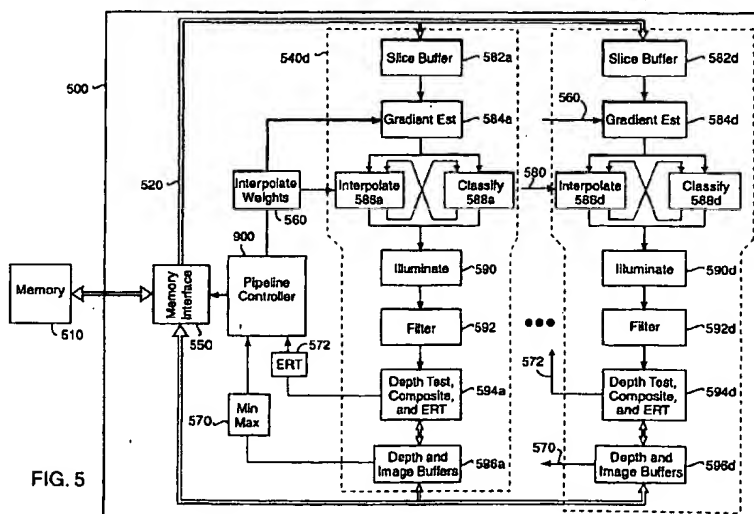 540d
Slice Buffer
582a
Slice Buffer
582d
500
Gradient Est
584a
560
Gradient Est
584d
520
Interpolate
Weights
560
Interpolate
588a
Classify
588a
580
Interpolate
588d
Classify
588d
900
Memory
510
Memory
Interface
550
Pipeline
Controller
Illuminate
590
Illuminate
590d
Filter
592
Filter
592d
572
ERT
572
Depth Test,
Composite,
and ERT
594a
Depth Test,
Composite,
and ERT
594d
570
Min
Max
Depth and
Image Buffers
596a
570
Depth and
Image Buffers
596d
FIG. 5